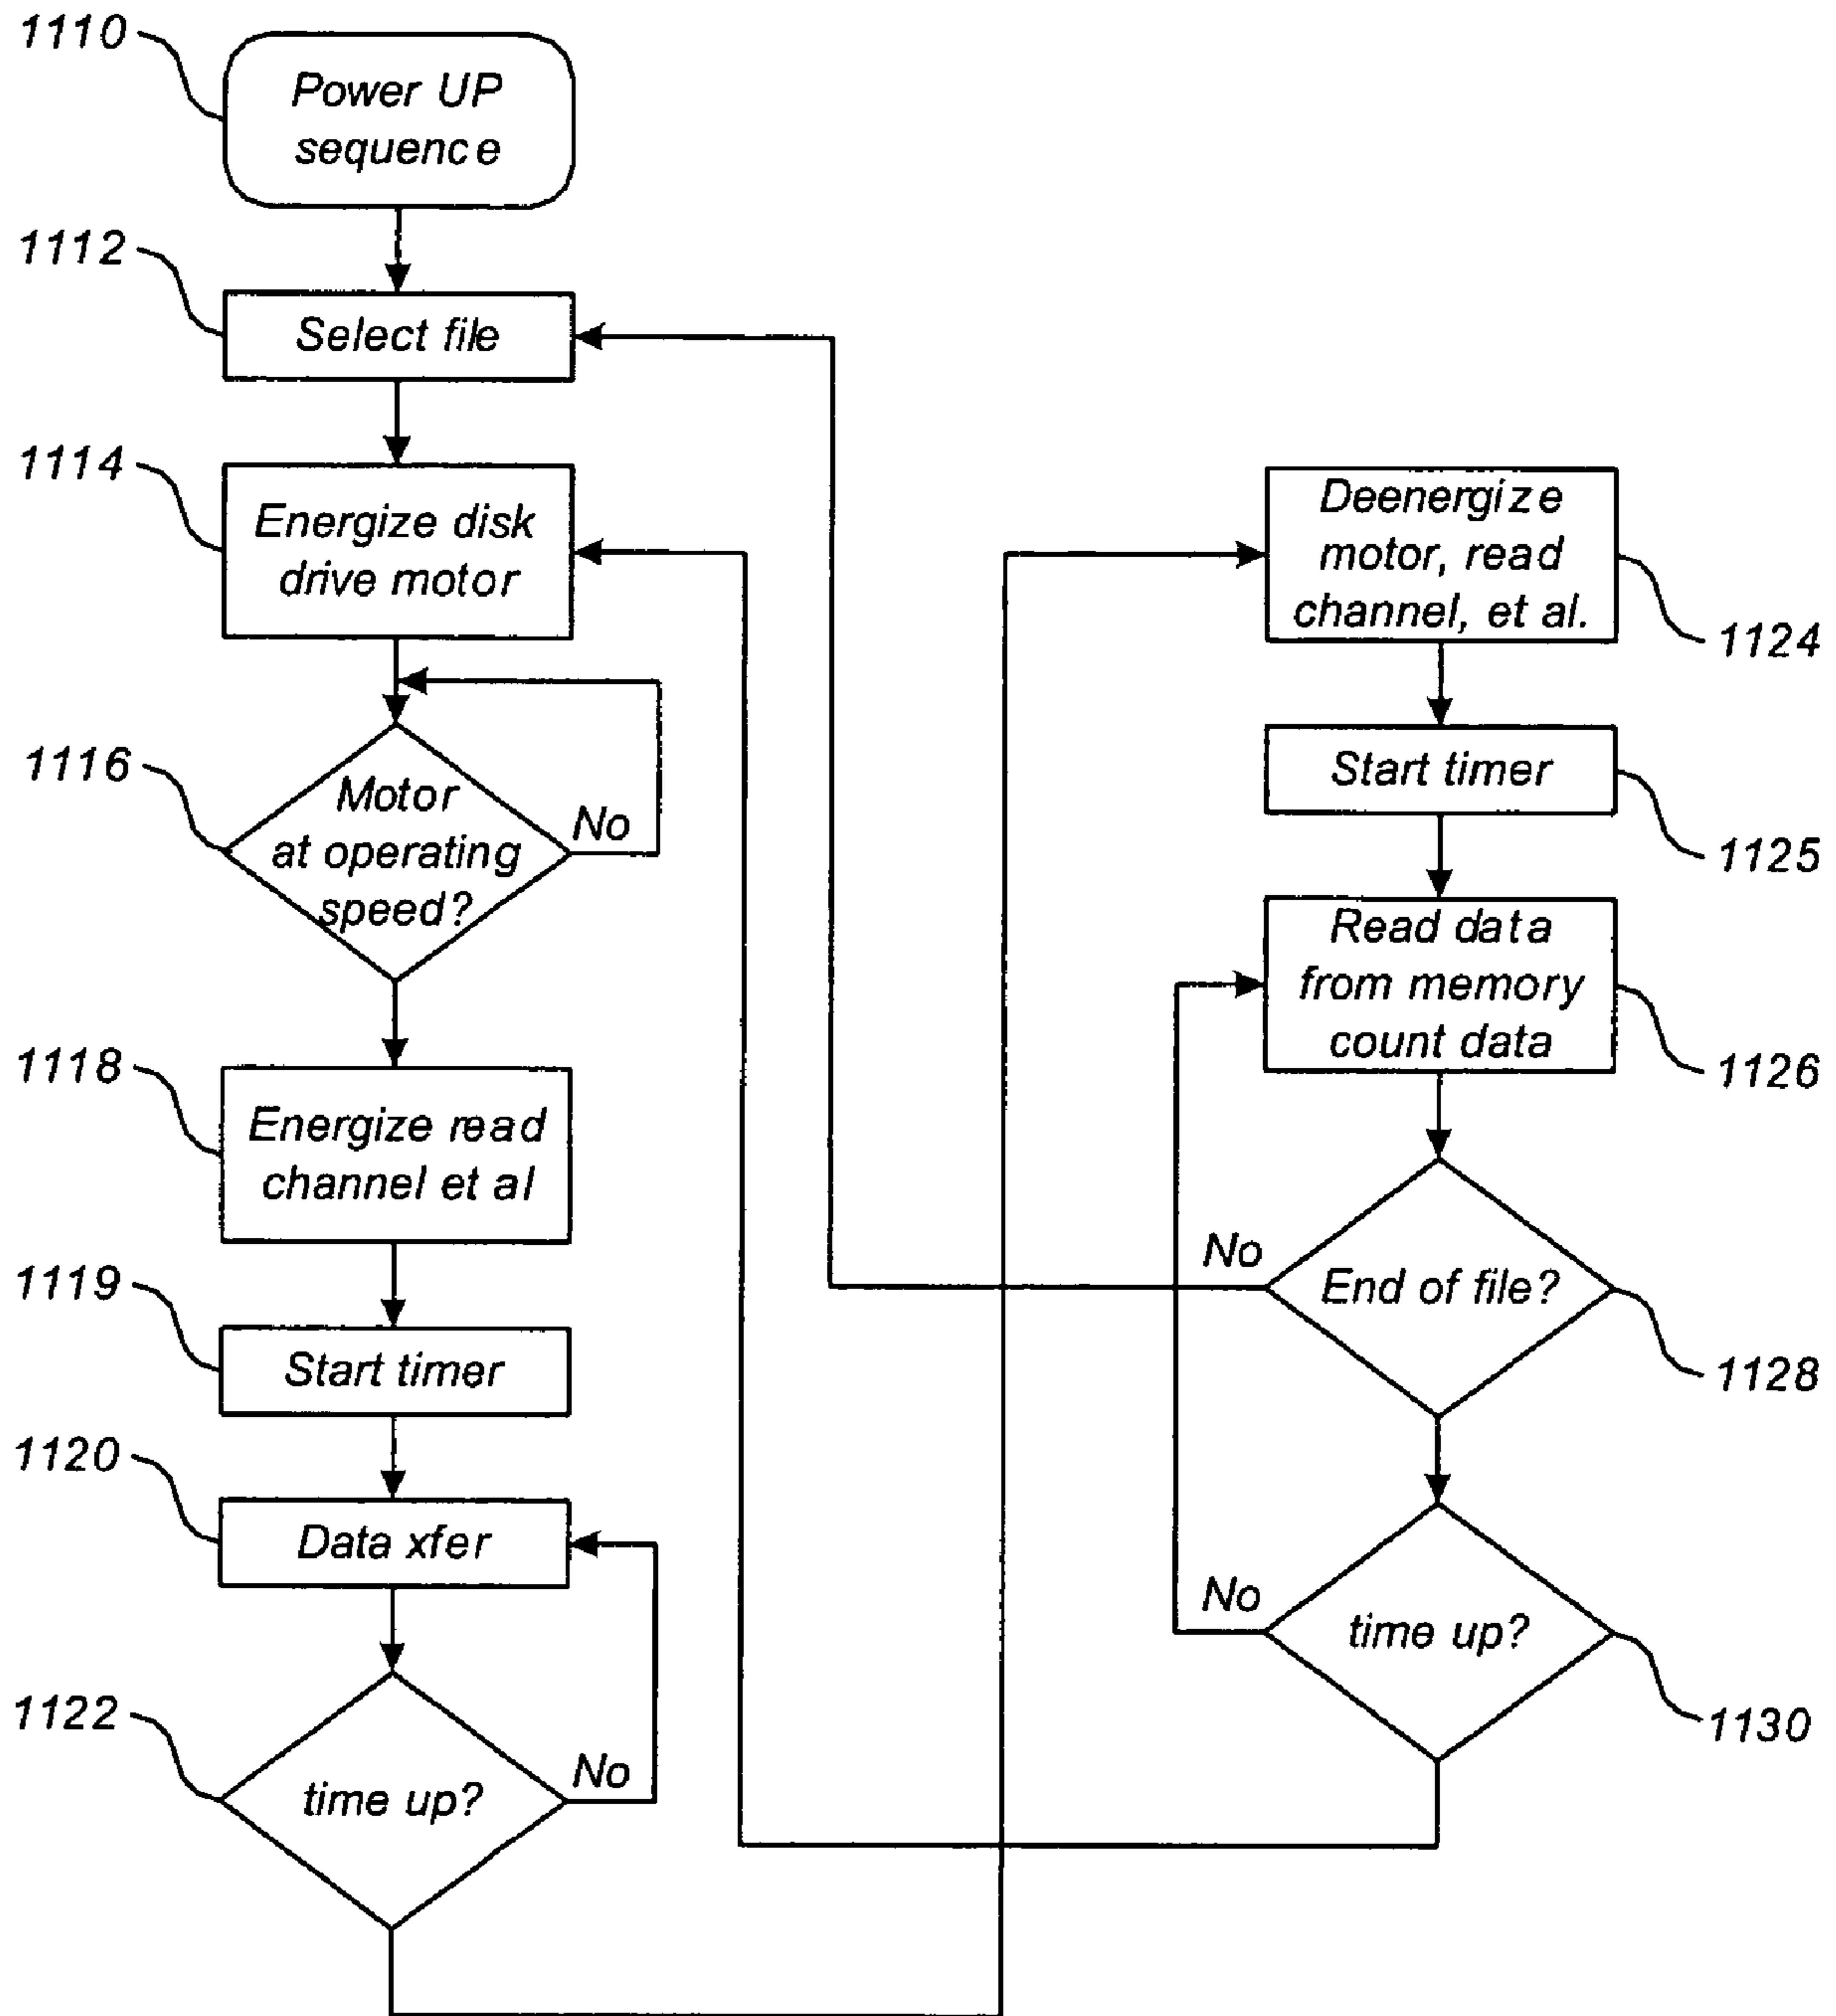 1110
Power UP
sequence
1112
Select file
1114
Energize disk
drive motor
1116
Motor
at operating
speed?
No
1118
Energize read
channel et al
1119
Start timer
1120
Data xfer
1122
time up?
No
Deenergize
motor, read
channel, et al.
1124
Start timer
1125
Read data
from memory
count data
1126
No
End of file?
1128
No
time up?
1130